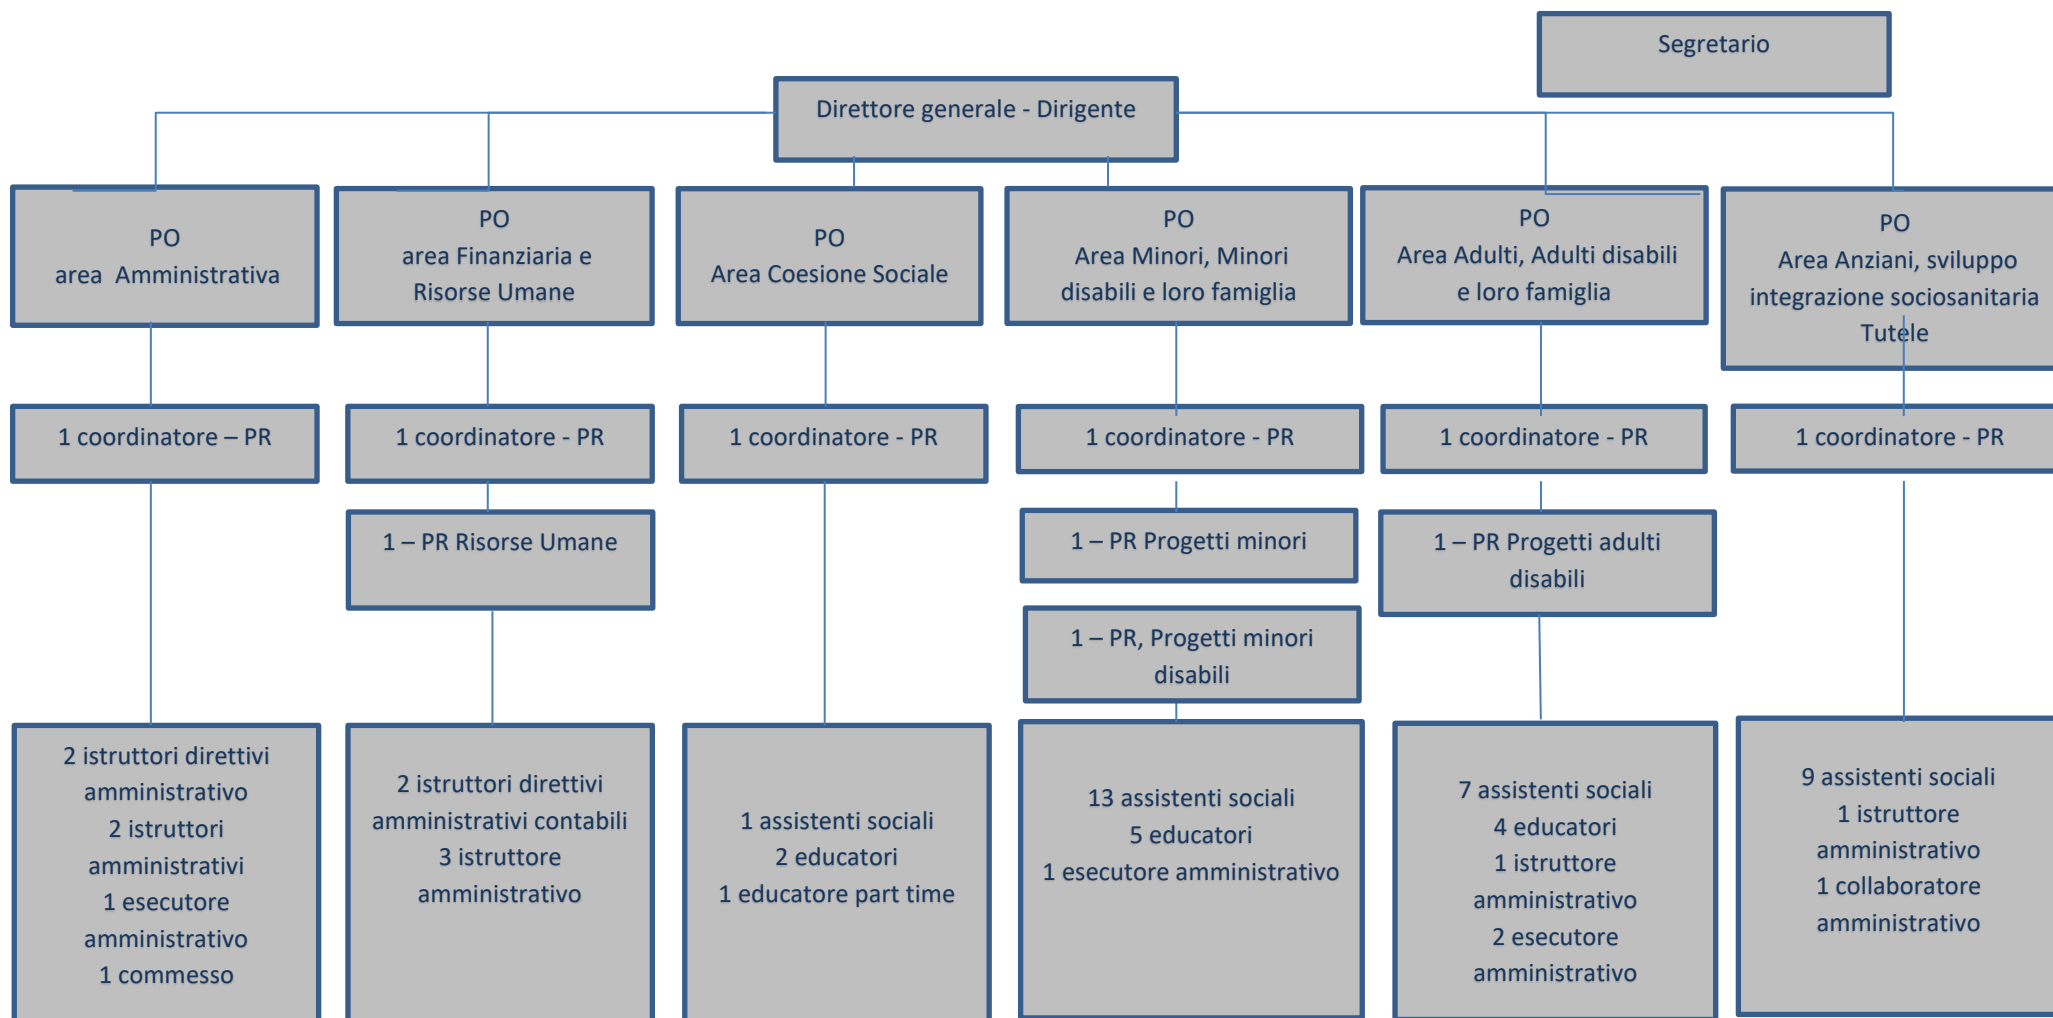 Segretario
Direttore generale - Dirigente
PO
area Amministrativa
PO
area Finanziaria e
Risorse Umane
PO
Area Coesione Sociale
PO
Area Minori, Minori
disabili e loro famiglia
PO
Area Adulti, Adulti disabili
e loro famiglia
PO
Area Anziani, sviluppo
integrazione sociosanitaria
Tutele
1 coordinatore – PR
1 coordinatore - PR
1 coordinatore - PR
1 coordinatore - PR
1 coordinatore - PR
1 coordinatore - PR
1 – PR Risorse Umane
1 – PR Progetti minori
1 – PR Progetti adulti
disabili
1 – PR, Progetti minori
disabili
2 istruttori direttivi
amministrativo
2 istruttori
amministrativi
1 esecutore
amministrativo
1 commesso
2 istruttori direttivi
amministrativi contabili
3 istruttore
amministrativo
1 assistenti sociali
2 educatori
1 educatore part time
13 assistenti sociali
5 educatori
1 esecutore amministrativo
7 assistenti sociali
4 educatori
1 istruttore
amministrativo
2 esecutore
amministrativo
9 assistenti sociali
1 istruttore
amministrativo
1 collaboratore
amministrativo